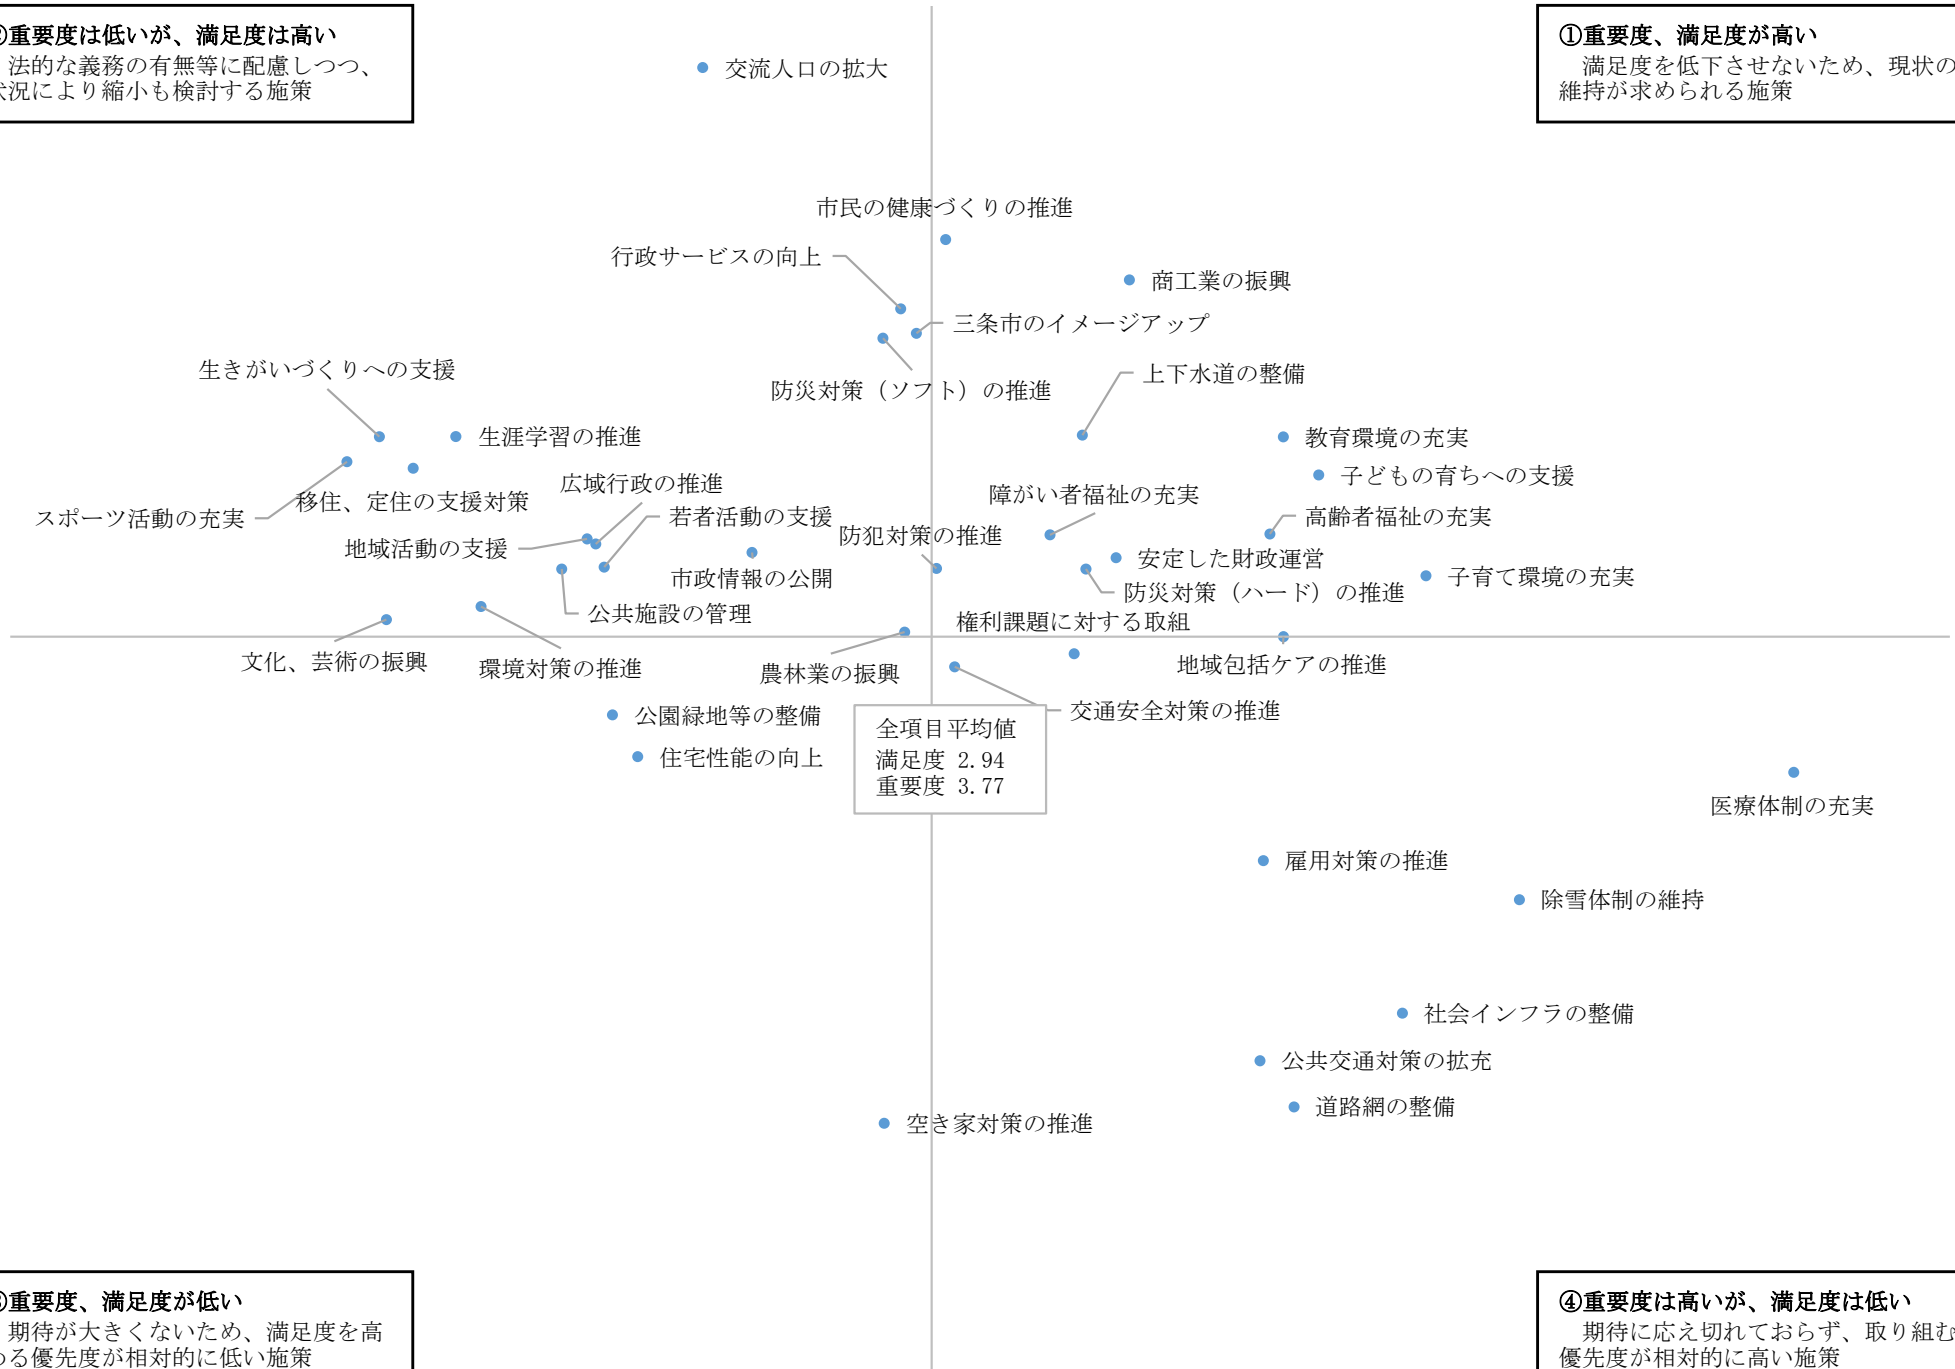 ②重要度は低いが、満足度は高い
法的な義務の有無等に配慮しつつ、
状況により縮小も検討する施策
①重要度、満足度が高い
満足度を低下させないため、現状の
維持が求められる施策
交流人口の拡大
市民の健康づくりの推進
行政サービスの向上
商工業の振興
三条市のイメージアップ
生きがいづくりへの支援
防災対策（ソフト）の推進
上下水道の整備
生涯学習の推進
教育環境の充実
子どもの育ちへの支援
広域行政の推進
障がい者福祉の充実
移住、定住の支援対策
スポーツ活動の充実
若者活動の支援
高齢者福祉の充実
防犯対策の推進
地域活動の支援
安定した財政運営
市政情報の公開
子育て環境の充実
防災対策（ハード）の推進
公共施設の管理
権利課題に対する取組
文化、芸術の振興
環境対策の推進
農林業の振興
地域包括ケアの推進
公園緑地等の整備
交通安全対策の推進
全項目平均値
満足度 2.94
重要度 3.77
住宅性能の向上
医療体制の充実
雇用対策の推進
除雪体制の維持
社会インフラの整備
公共交通対策の拡充
道路網の整備
空き家対策の推進
③重要度、満足度が低い
期待が大きくないため、満足度を高
める優先度が相対的に低い施策
④重要度は高いが、満足度は低い
期待に応え切れておらず、取り組む
優先度が相対的に高い施策